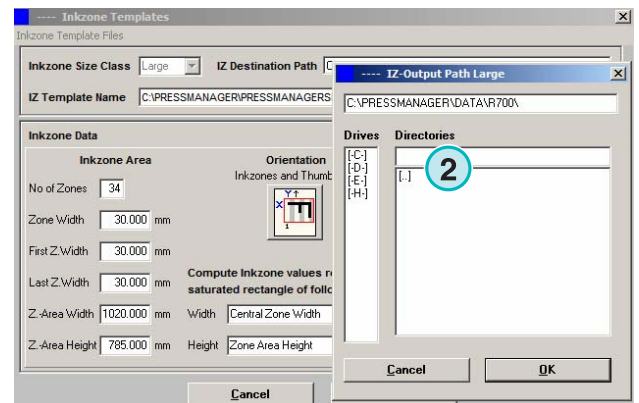 ---- Inkzone Templates
Inkzone Template Files
Inkzone Size Class Large IZ Destination Path
IZ Template Name C:\PRESSMANAGER\PRESSMANAGERS
Inkzone Data
Inkzone Area
No of Zones 34
Zone Width 30.000 mm
First Z.Width 30.000 mm
Last Z.Width 30.000 mm
Z.-Area Width 1020.000 mm
Z.-Area Height 785.000 mm
Orientation
Inkzones and Thumb
X Y
1
Compute Inkzone values r
saturated rectangle of follo
Width Central Zone Width
Height Zone Area Height
Cancel
---- IZ-Output Path Large
C:\PRESSMANAGER\DATA\R700\
Drives Directories
[-C-]
[-D-]
[-E-]
[-H-]
[..]
2
Cancel OK